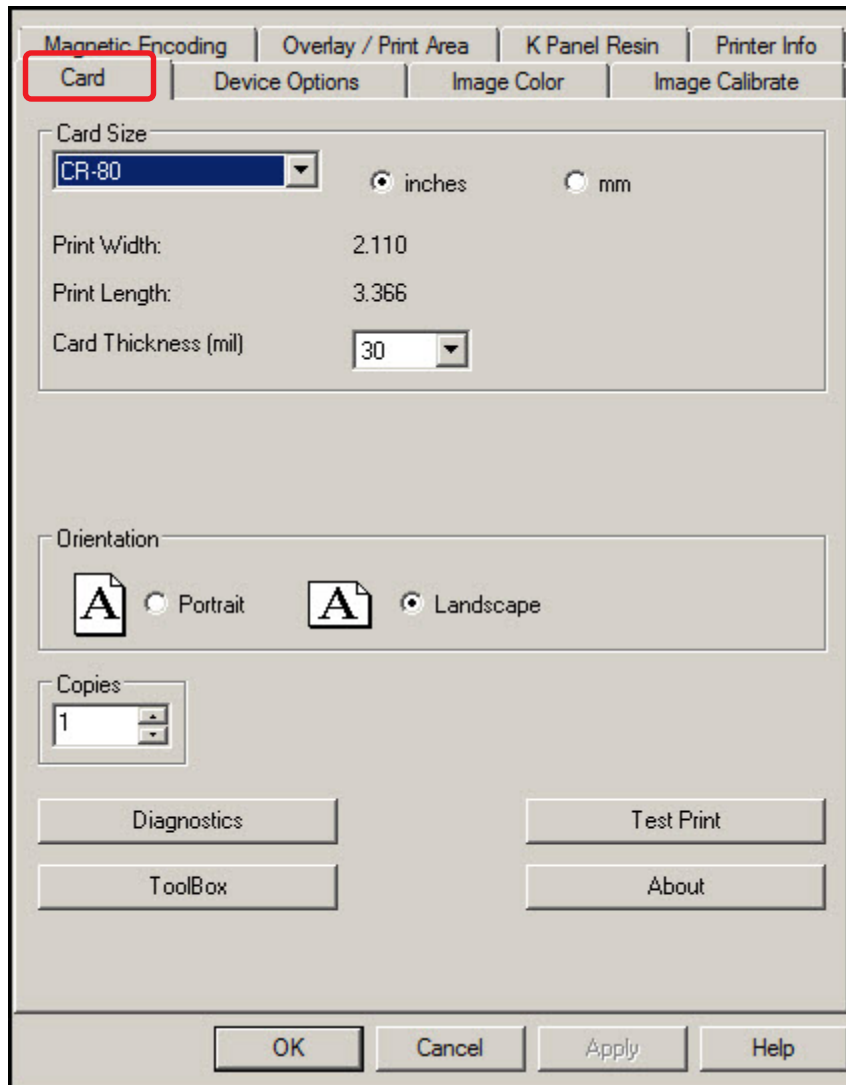 Magnetic Encoding Overlay / Print Area K Panel Resin Printer Info
Card Device Options Image Color Image Calibrate
Card Size
CR-80 inches mm
Print Width: 2.110
Print Length: 3.366
Card Thickness (mil) 30
Orientation
A Portrait A Landscape
Copies
1
Diagnostics Test Print
ToolBox About
OK Cancel Apply Help